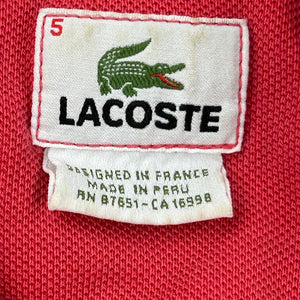 5
LACOSTE
DESIGNED IN FRANCE
MADE IN PERU
RN 87651-CA 16998